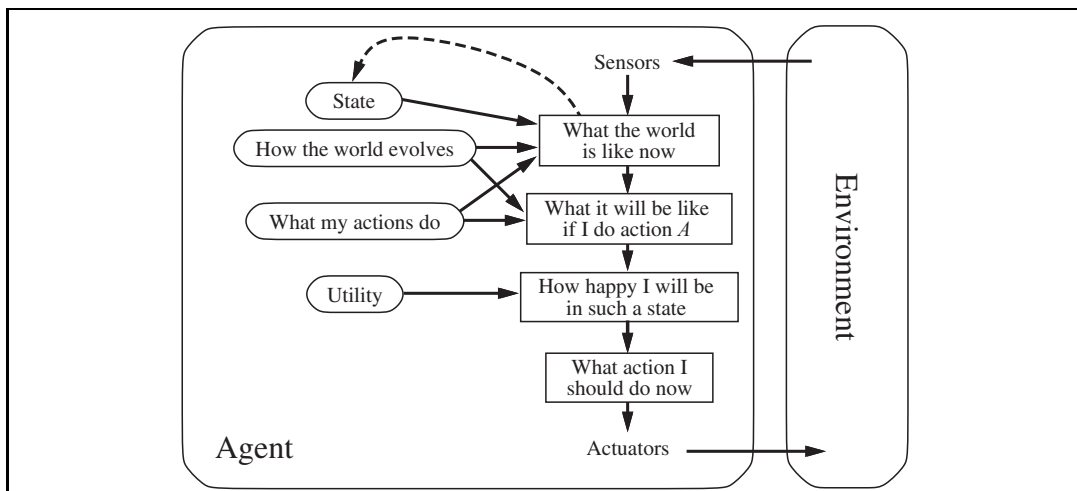 Sensors
State
What the world
is like now
How the world evolves
What it will be like
if I do action A
What my actions do
How happy I will be
in such a state
Utility
What action I
should do now
Agent
Actuators
Environment